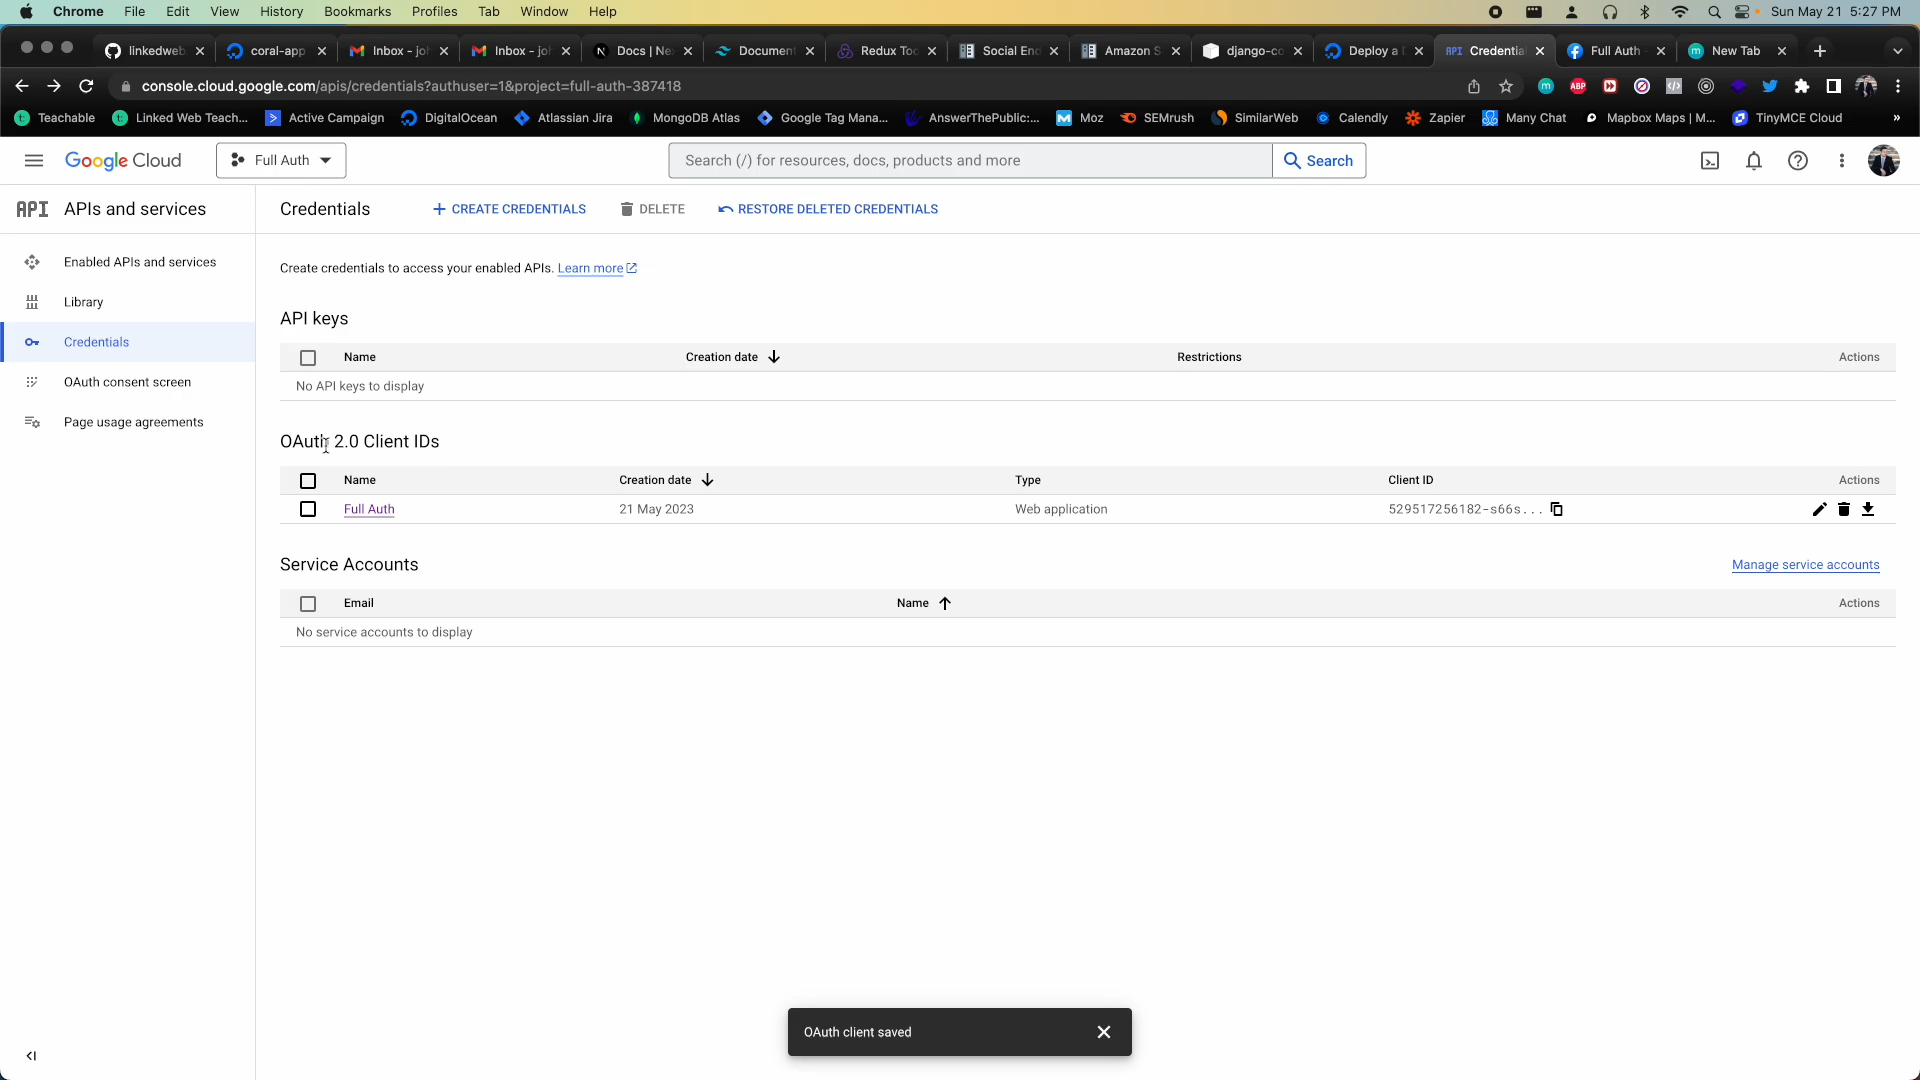 Chrome File Edit View History Bookmarks Profiles Tab Window Help Sun May 21 5:27 PM
linkedweb coral-app Inbox - jol Inbox - jol Docs | Ne Document Redux Too Social End Amazon S django-co Deploy a Credentia Full Auth New Tab
console.cloud.google.com/apis/credentials?authuser=1&project=full-auth-387418
Teachable Linked Web Teach... Active Campaign DigitalOcean Atlassian Jira MongoDB Atlas Google Tag Mana... AnswerThePublic:... Moz SEMrush SimilarWeb Calendly Zapier Many Chat Mapbox Maps | M... TinyMCE Cloud »
Google Cloud Full Auth Search (/) for resources, docs, products and more Search
API APIs and services Credentials + CREATE CREDENTIALS DELETE RESTORE DELETED CREDENTIALS
Enabled APIs and services
Library
Credentials
OAuth consent screen
Page usage agreements
Create credentials to access your enabled APIs. Learn more
API keys
Name Creation date Restrictions Actions
No API keys to display
OAuth 2.0 Client IDs
Name Creation date Type Client ID Actions
Full Auth 21 May 2023 Web application 529517256182-s66s...
Service Accounts Manage service accounts
Email Name Actions
No service accounts to display
OAuth client saved